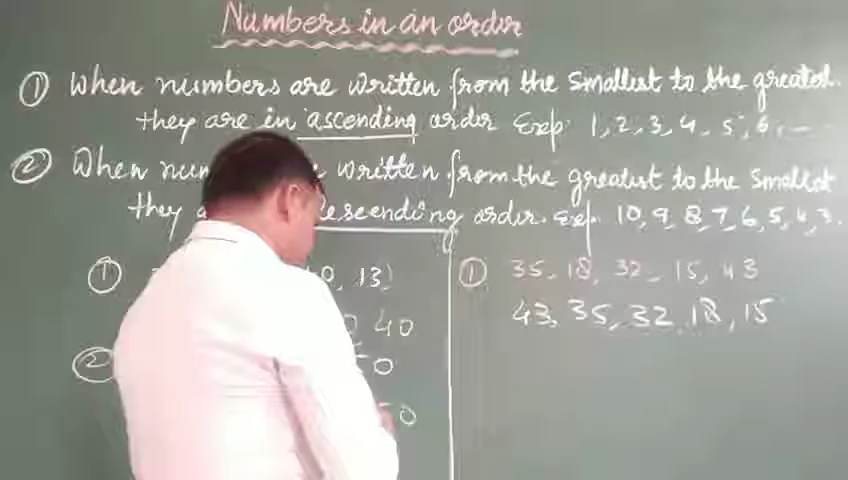 Numbers in an order
① When numbers are written from the smallest to the greatest.
they are in ascending order Exp. 1, 2, 3, 4, 5, 6, --
② When num written from the greatest to the smallest
they descending order. Exp. 10, 9, 8, 7, 6, 5, 4, 3.
① , 13
40
②
① 35, 18, 32, 15, 43
43, 35, 32, 18, 15